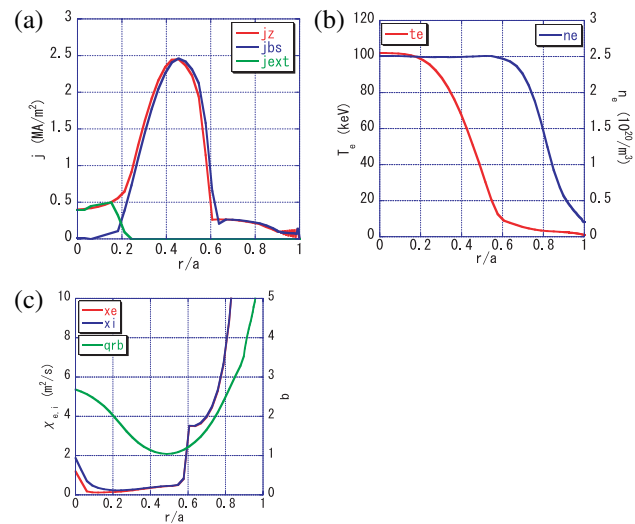 (a)
3
2.5
2
1.5
1
0.5
0
jz
jbs
jext
j (MA/m²)
0 0.2 0.4 0.6 0.8 1
r/a
(b)
120
100
80
60
40
20
0
te
ne
3
2.5
2
1.5
1
0.5
0
T_e (keV)
n_e (10²⁰/m³)
0 0.2 0.4 0.6 0.8 1
r/a
(c)
10
8
6
4
2
0
xe
xi
qrb
5
4
3
2
1
0
χ_e,i (m²/s)
q
0 0.2 0.4 0.6 0.8 1
r/a